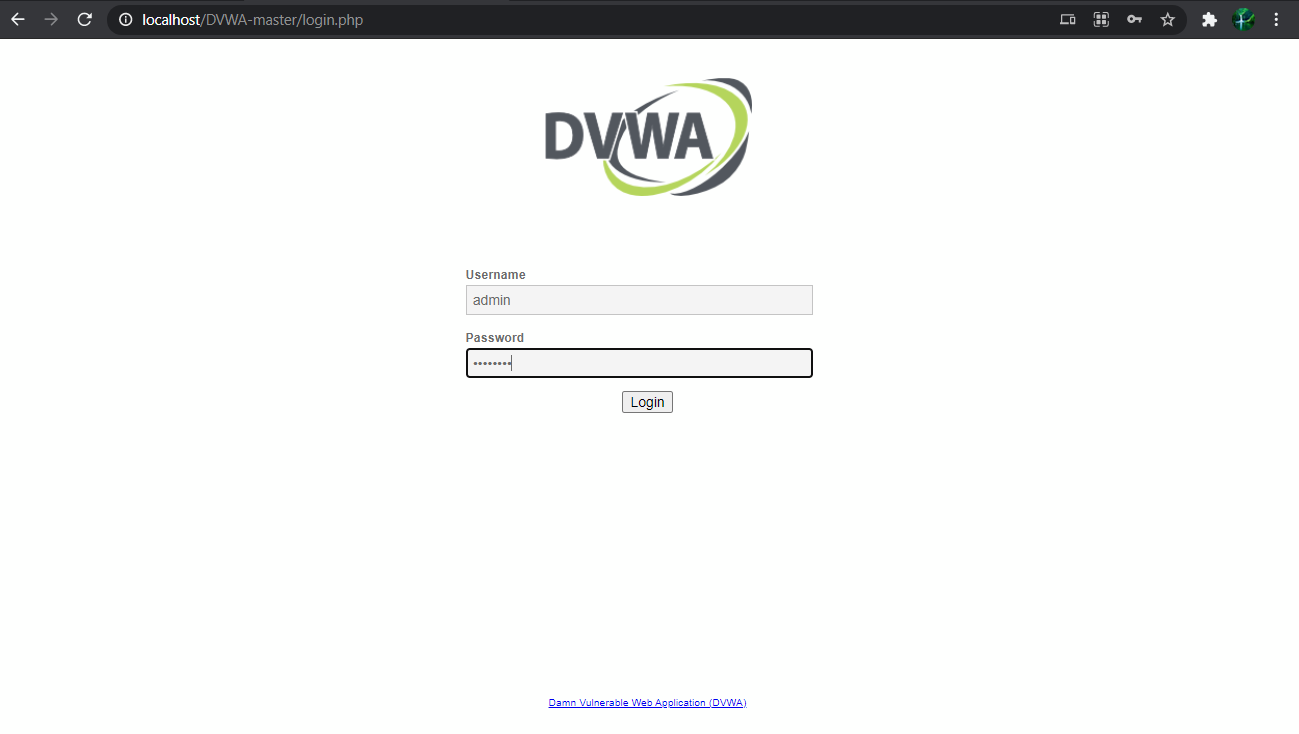 localhost/DVWA-master/login.php
DVWA
Username
admin
Password
••••••••
Login
Damn Vulnerable Web Application (DVWA)